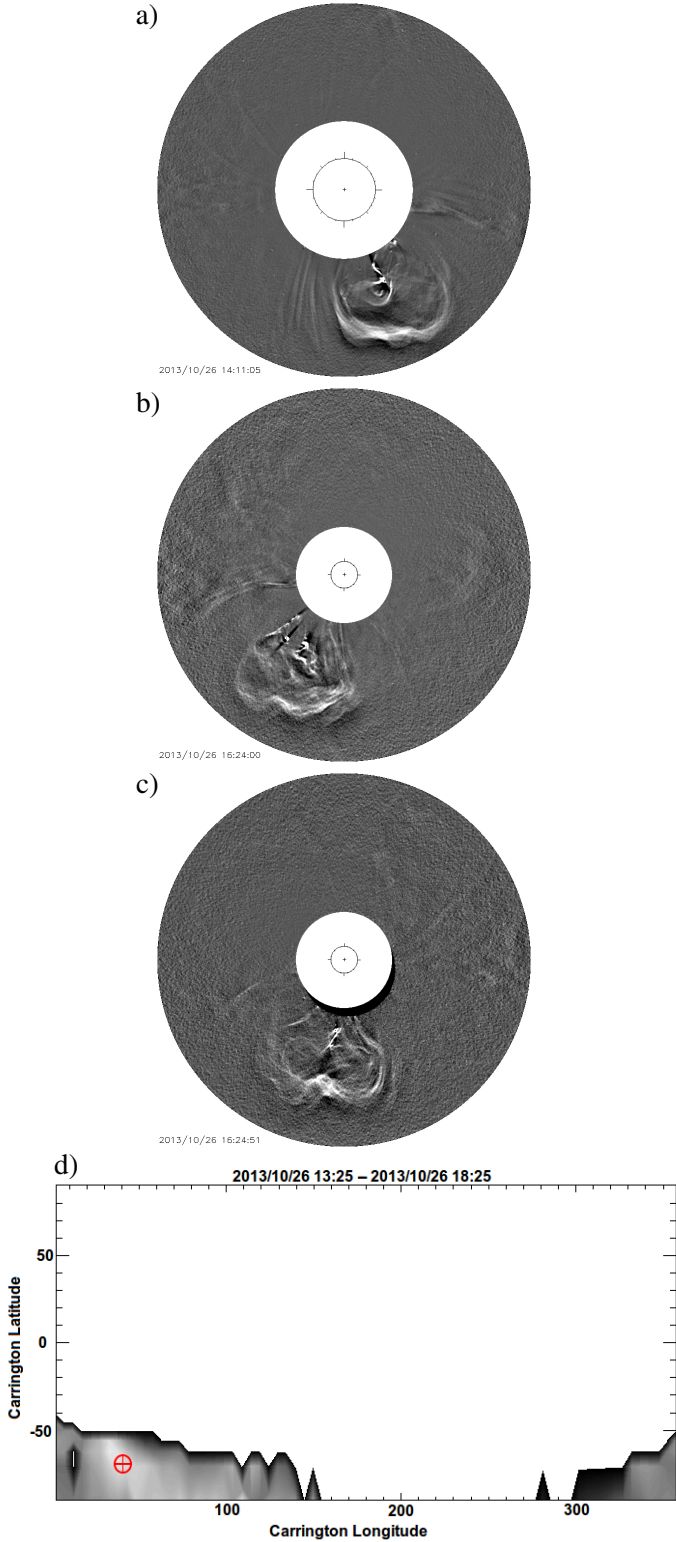 a)
2013/10/26 14:11:05
b)
2013/10/26 16:24:00
c)
2013/10/26 16:24:51
d)
2013/10/26 13:25 – 2013/10/26 18:25
Carrington Latitude
50
0
-50
100
200
300
Carrington Longitude